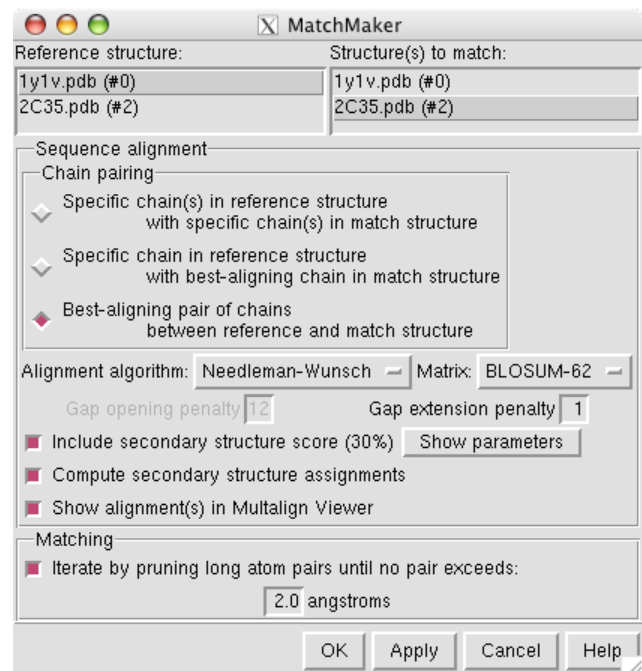 X MatchMaker
Reference structure: Structure(s) to match:
1y1v.pdb (#0) 1y1v.pdb (#0)
2C35.pdb (#2) 2C35.pdb (#2)
Sequence alignment
Chain pairing
Specific chain(s) in reference structure
with specific chain(s) in match structure
Specific chain in reference structure
with best-aligning chain in match structure
Best-aligning pair of chains
between reference and match structure
Alignment algorithm: Needleman-Wunsch Matrix: BLOSUM-62
Gap opening penalty 12 Gap extension penalty 1
Include secondary structure score (30%) Show parameters
Compute secondary structure assignments
Show alignment(s) in Multalign Viewer
Matching
Iterate by pruning long atom pairs until no pair exceeds:
2.0 angstroms
OK Apply Cancel Help